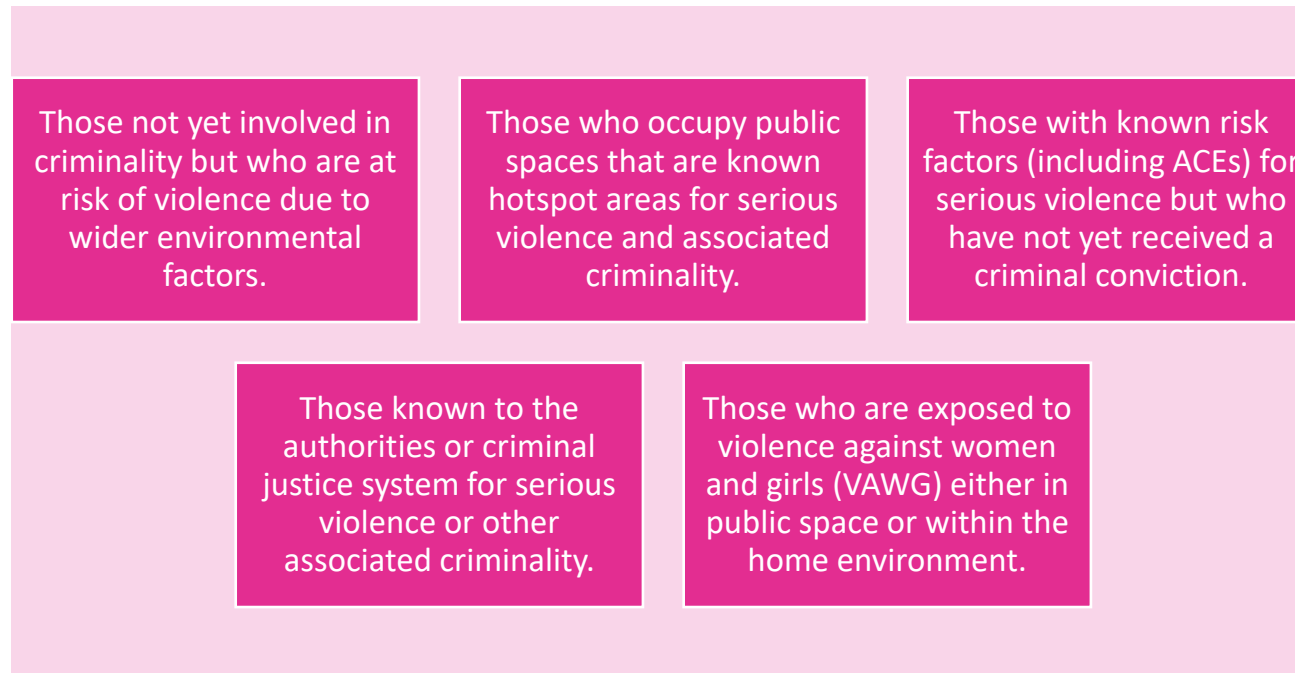 Those not yet involved in
criminality but who are at
risk of violence due to
wider environmental
factors.
Those who occupy public
spaces that are known
hotspot areas for serious
violence and associated
criminality.
Those with known risk
factors (including ACEs) for
serious violence but who
have not yet received a
criminal conviction.
Those known to the
authorities or criminal
justice system for serious
violence or other
associated criminality.
Those who are exposed to
violence against women
and girls (VAWG) either in
public space or within the
home environment.